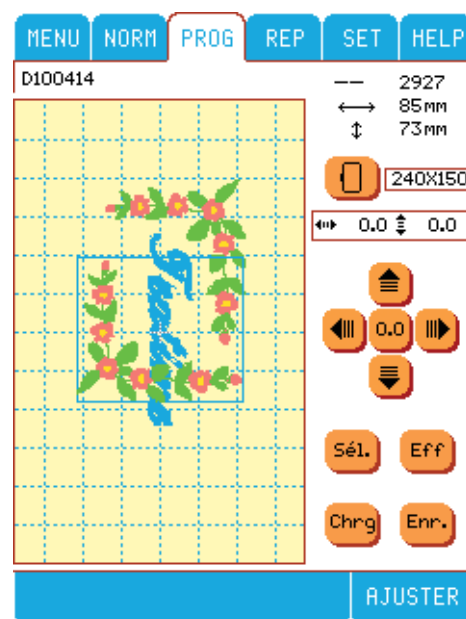 MENU NORM PROG REP SET HELP
D100414
2927
85mm
73mm
240X150
0.0 0.0
0.0
Sél. Eff
Chrg Enr.
AJUSTER